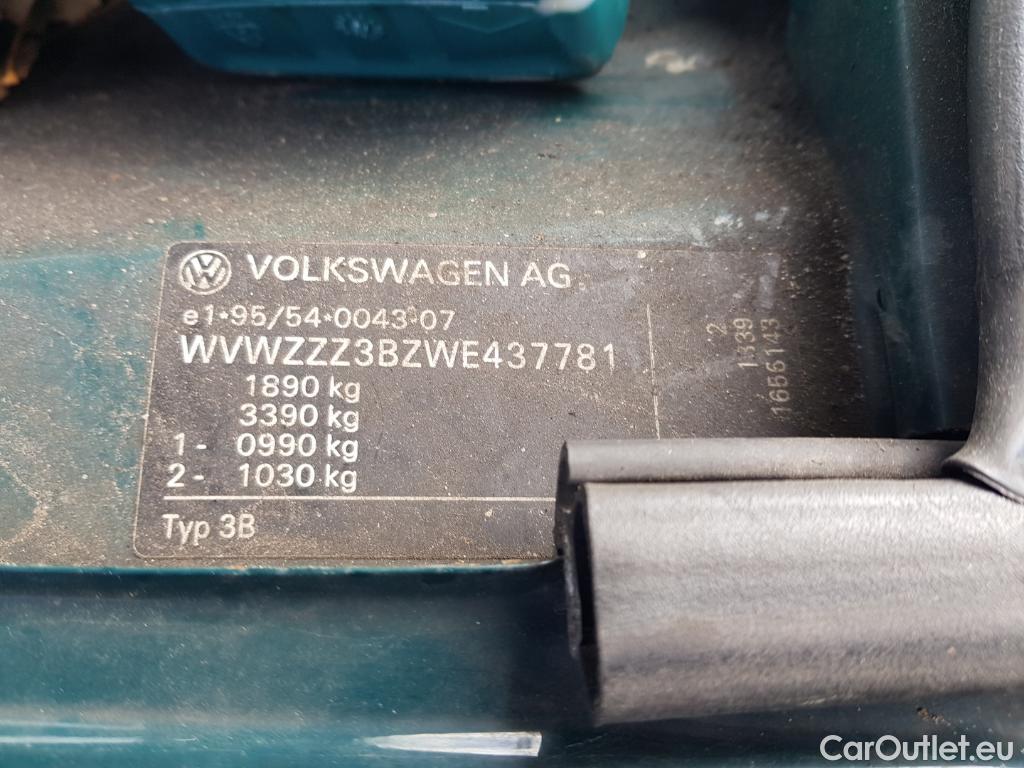 VOLKSWAGEN AG
e1*95/54*0043*07
WVWZZZ3BZWE437781
1890 kg
3390 kg
1- 0990 kg
2- 1030 kg
Typ 3B
2
1339
1656143
CarOutlet.eu